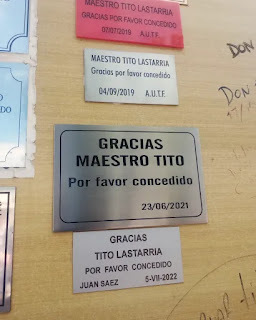 MAESTRO TITO LASTARRIA
GRACIAS POR FAVOR CONCEDIDO
07/07/2019 A.U.T.F.
MAESTRO TITO LASTARRIA
Gracias por favor concedido
04/09/2019 A.U.T.F.
GRACIAS
MAESTRO TITO
Por favor concedido
23/06/2021
GRACIAS
TITO LASTARRIA
POR FAVOR CONCEDIDO
JUAN SAEZ 5-VII-2022
DON
DON